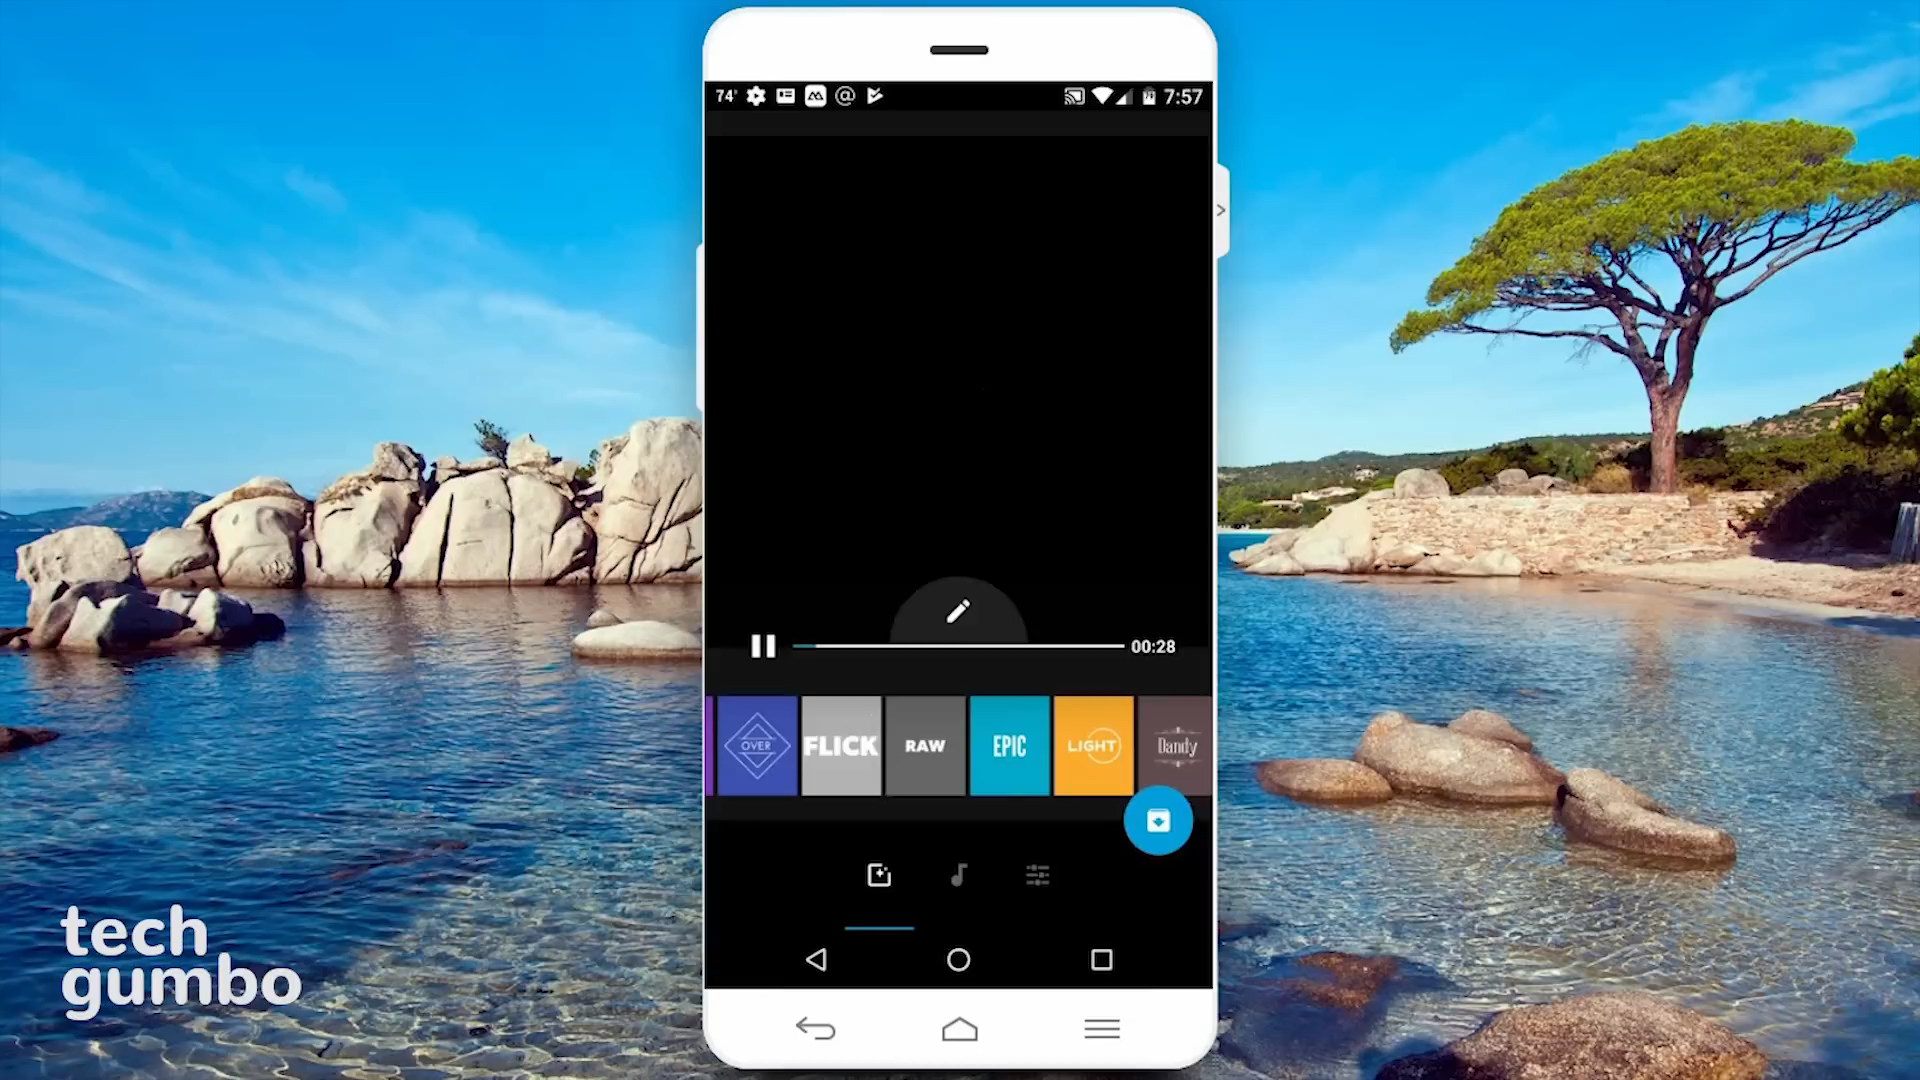 74°
7:57
00:28
OVER
FLICK
RAW
EPIC
LIGHT
Dandy
tech
gumbo